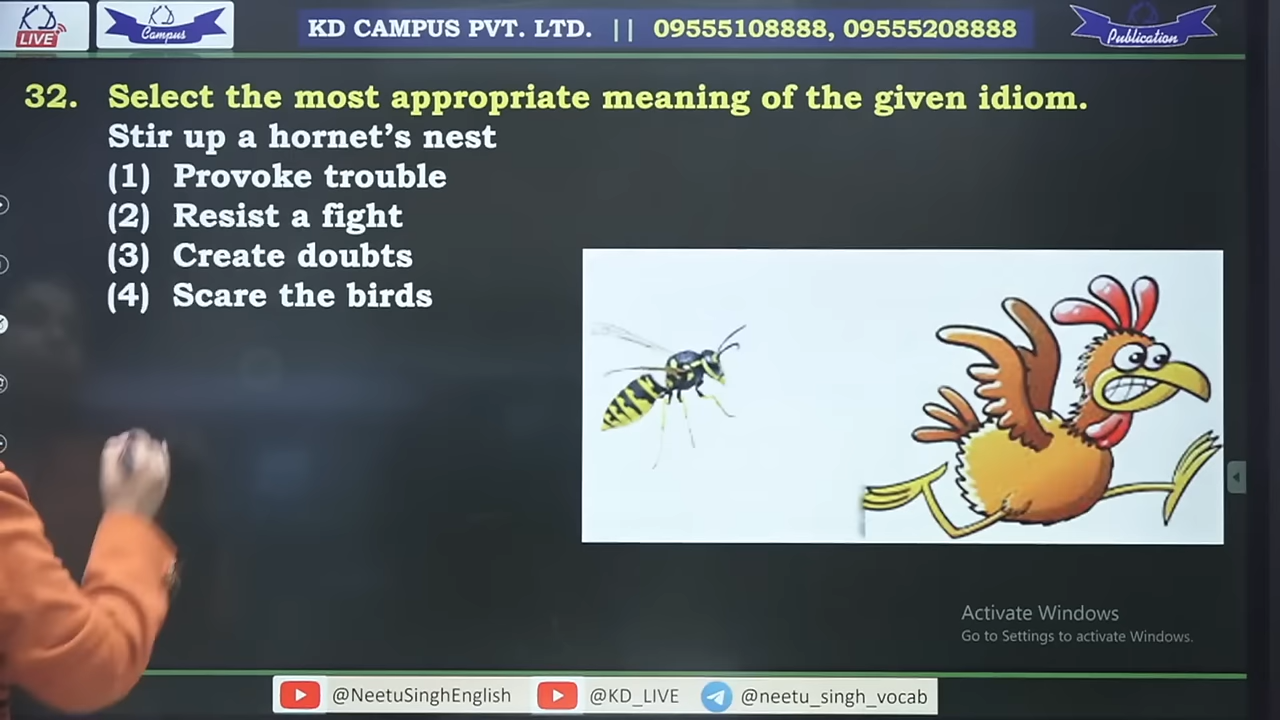 KD
LIVE
KD
Campus
KD CAMPUS PVT. LTD. || 09555108888, 09555208888
Publication
32. Select the most appropriate meaning of the given idiom.
Stir up a hornet's nest
(1) Provoke trouble
(2) Resist a fight
(3) Create doubts
(4) Scare the birds
Activate Windows
Go to Settings to activate Windows.
@NeetuSinghEnglish @KD_LIVE @neetu_singh_vocab